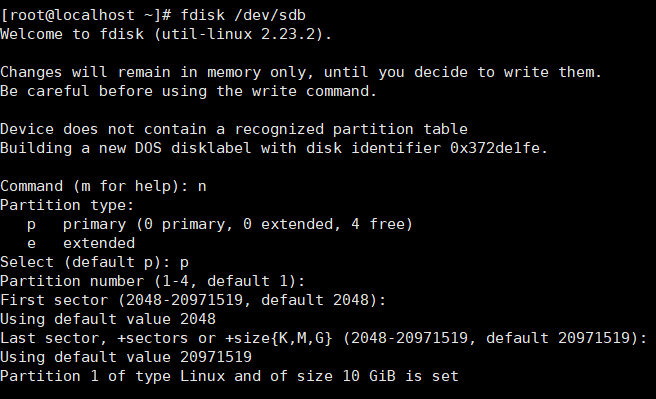 [root@localhost ~]# fdisk /dev/sdb
Welcome to fdisk (util-linux 2.23.2).
Changes will remain in memory only, until you decide to write them.
Be careful before using the write command.
Device does not contain a recognized partition table
Building a new DOS disklabel with disk identifier 0x372de1fe.
Command (m for help): n
Partition type:
   p   primary (0 primary, 0 extended, 4 free)
   e   extended
Select (default p): p
Partition number (1-4, default 1):
First sector (2048-20971519, default 2048):
Using default value 2048
Last sector, +sectors or +size{K,M,G} (2048-20971519, default 20971519):
Using default value 20971519
Partition 1 of type Linux and of size 10 GiB is set